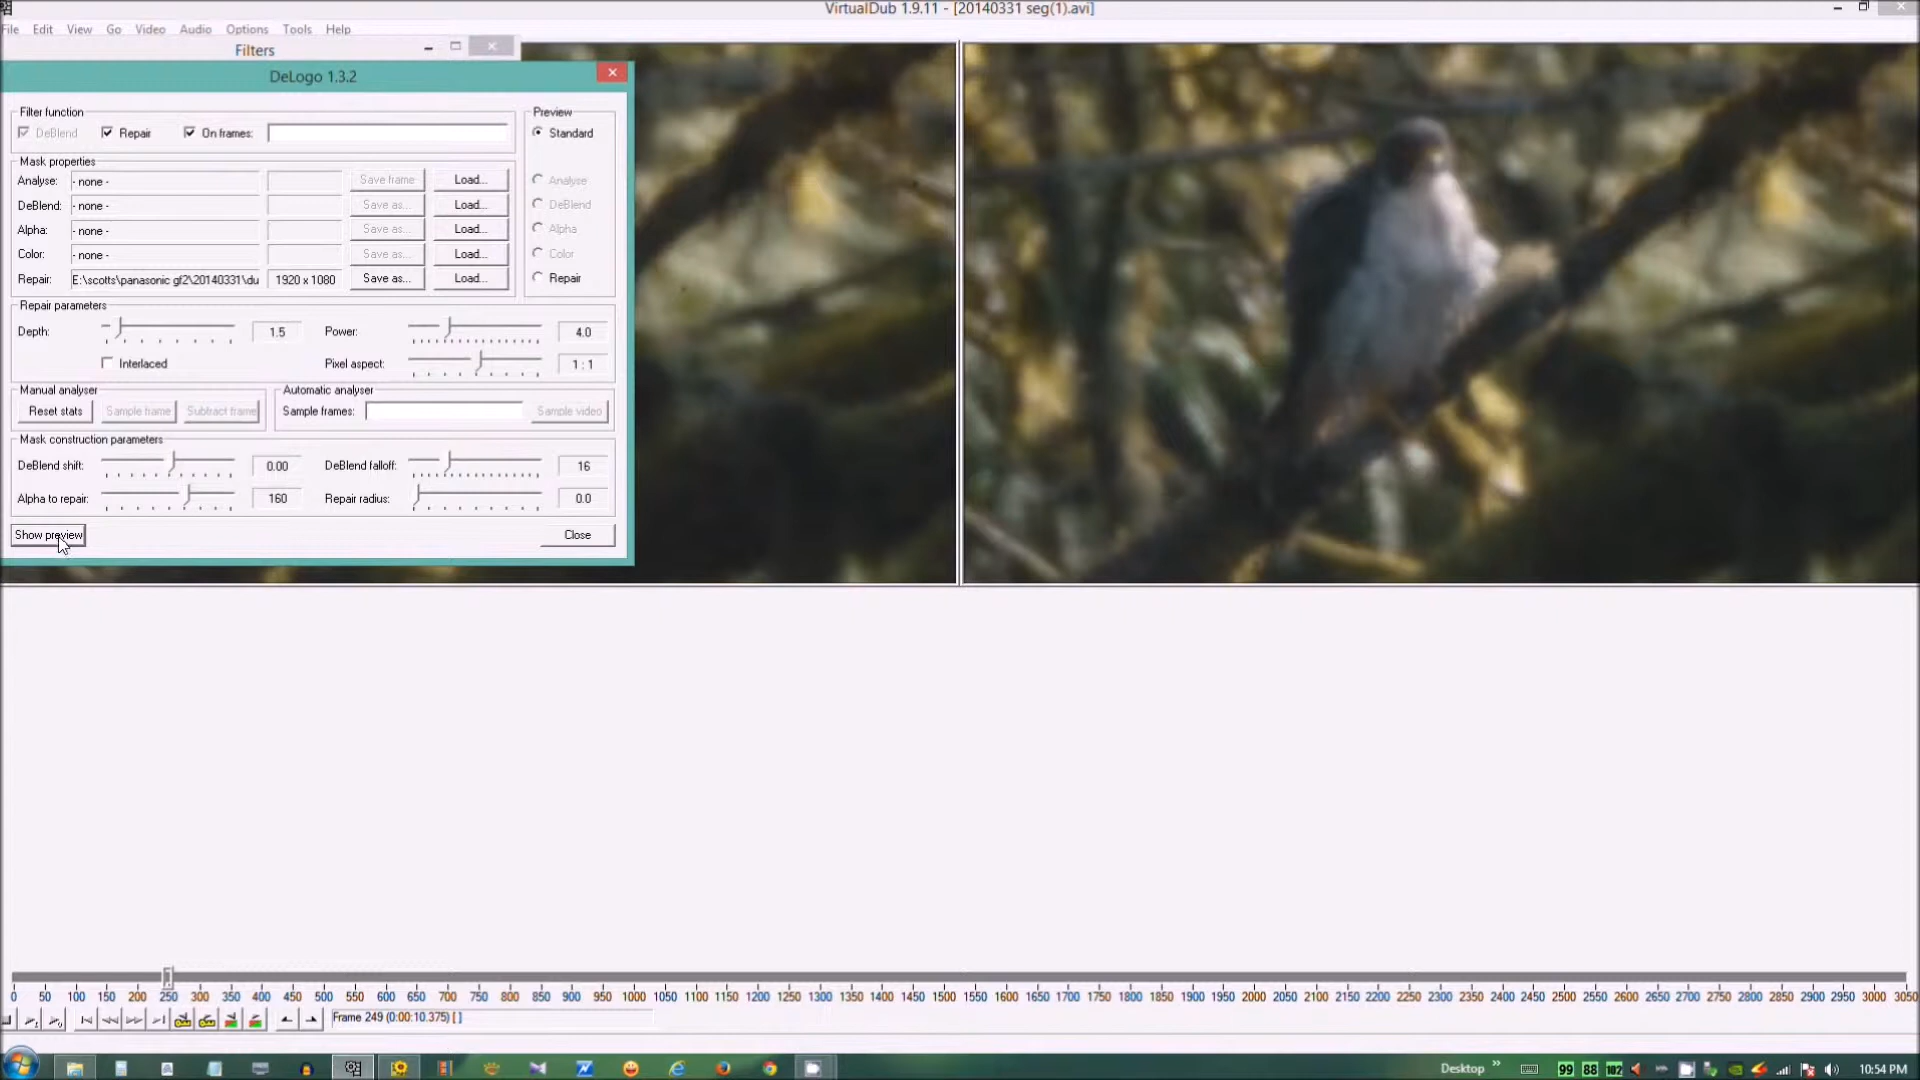 VirtualDub 1.9.11 - [20140331 seg(1).avi]
File Edit View Go Video Audio Options Tools Help
Filters
DeLogo 1.3.2
Filter function
DeBlend Repair On frames:
Preview
Standard
Analyse
DeBlend
Alpha
Color
Repair
Mask properties
Analyse: - none - Save frame Load...
DeBlend: - none - Save as... Load...
Alpha: - none - Save as... Load...
Color: - none - Save as... Load...
Repair: E:\scotts\panasonic gf2\20140331\du 1920 x 1080 Save as... Load...
Repair parameters
Depth: 1.5 Power: 4.0
Interlaced Pixel aspect: 1 : 1
Manual analyser
Reset stats Sample frame Subtract frame
Automatic analyser
Sample frames: Sample video
Mask construction parameters
DeBlend shift: 0.00 DeBlend falloff: 16
Alpha to repair: 160 Repair radius: 0.0
Show preview Close
0 50 100 150 200 250 300 350 400 450 500 550 600 650 700 750 800 850 900 950 1000 1050 1100 1150 1200 1250 1300 1350 1400 1450 1500 1550 1600 1650 1700 1750 1800 1850 1900 1950 2000 2050 2100 2150 2200 2250 2300 2350 2400 2450 2500 2550 2600 2650 2700 2750 2800 2850 2900 2950 3000 3050
Frame 249 (0:00:10.375) [ ]
Desktop 99 88 102 10:54 PM